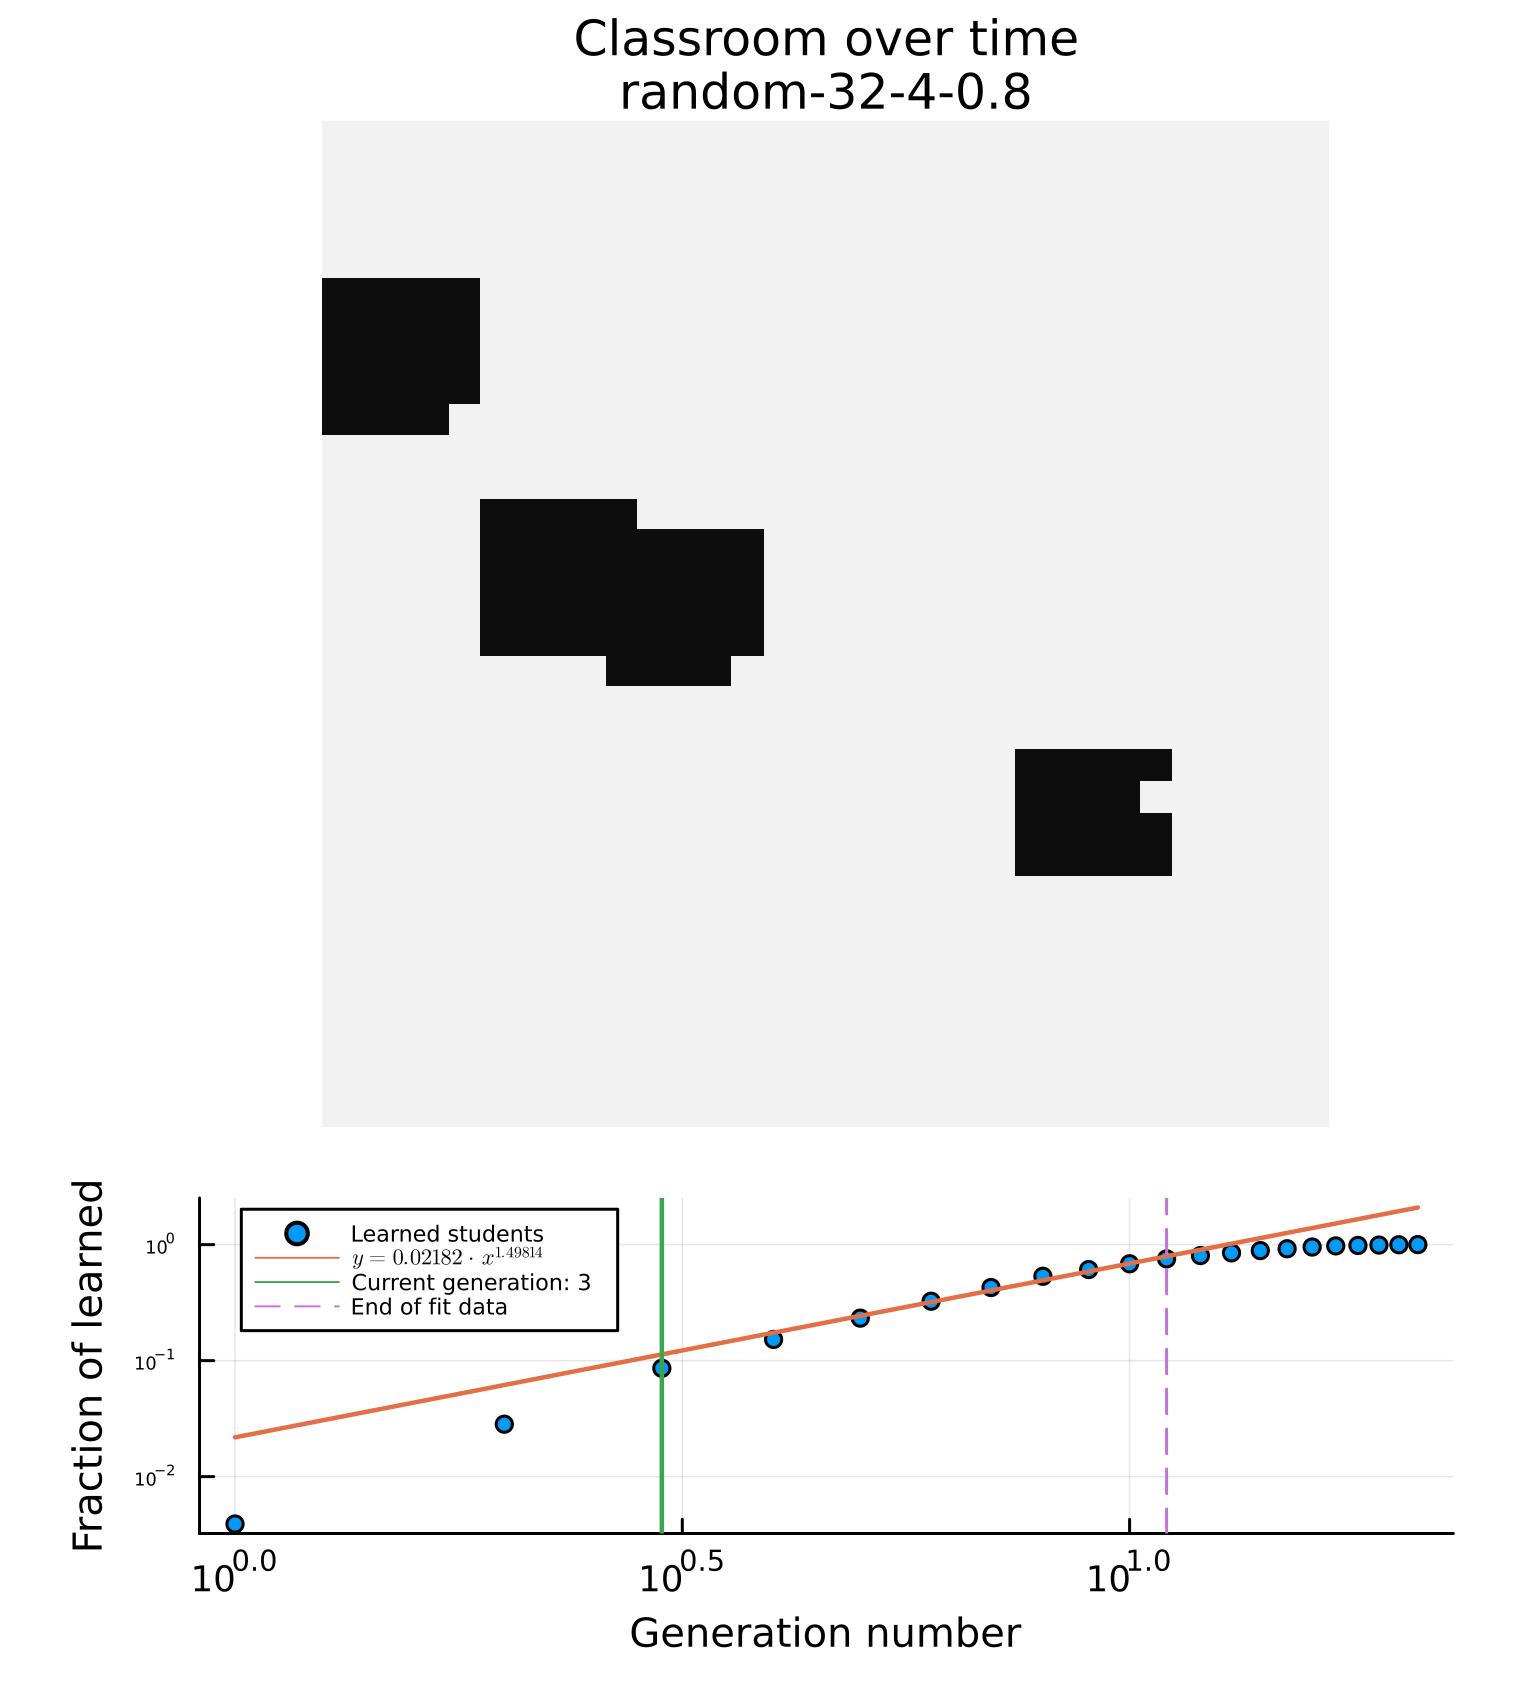 Classroom over time
random-32-4-0.8
Fraction of learned
10⁰
10⁻¹
10⁻²
Learned students
y = 0.02182 · x^1.49814
Current generation: 3
End of fit data
10^0.0
10^0.5
10^1.0
Generation number